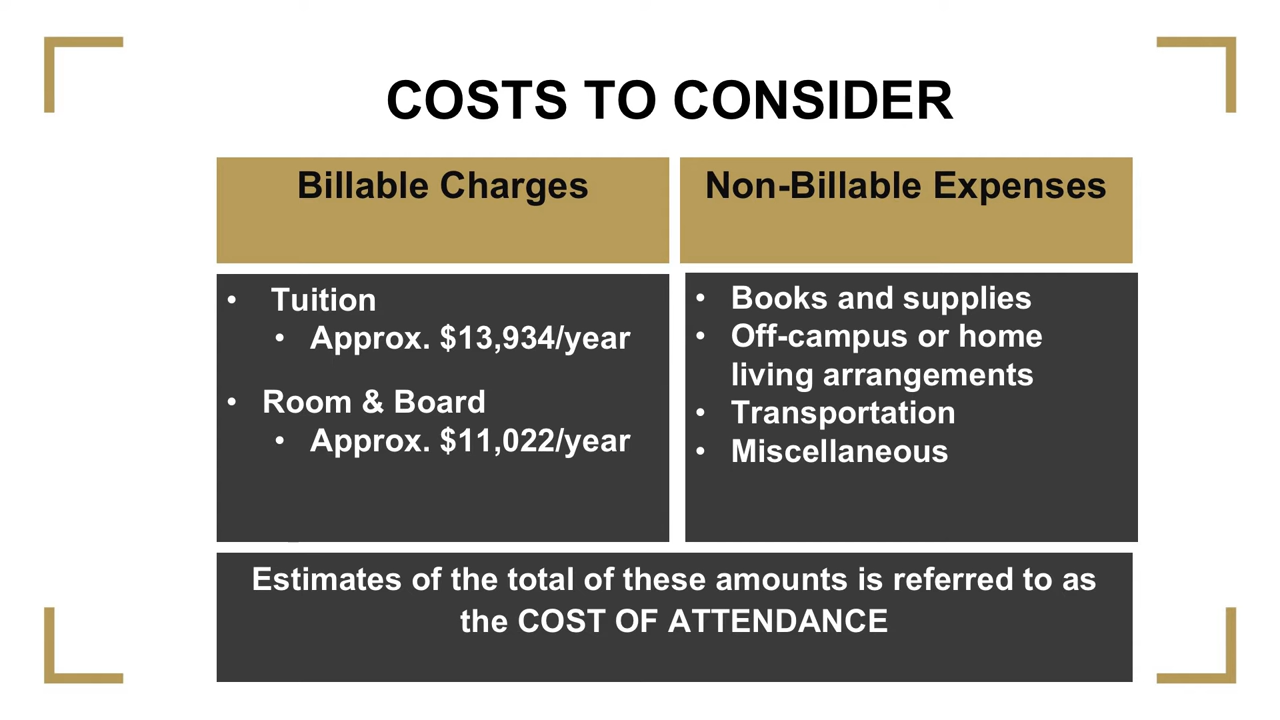 COSTS TO CONSIDER
Billable Charges
Non-Billable Expenses
• Tuition
• Approx. $13,934/year
• Room & Board
• Approx. $11,022/year
• Books and supplies
• Off-campus or home
living arrangements
• Transportation
• Miscellaneous
Estimates of the total of these amounts is referred to as
the COST OF ATTENDANCE